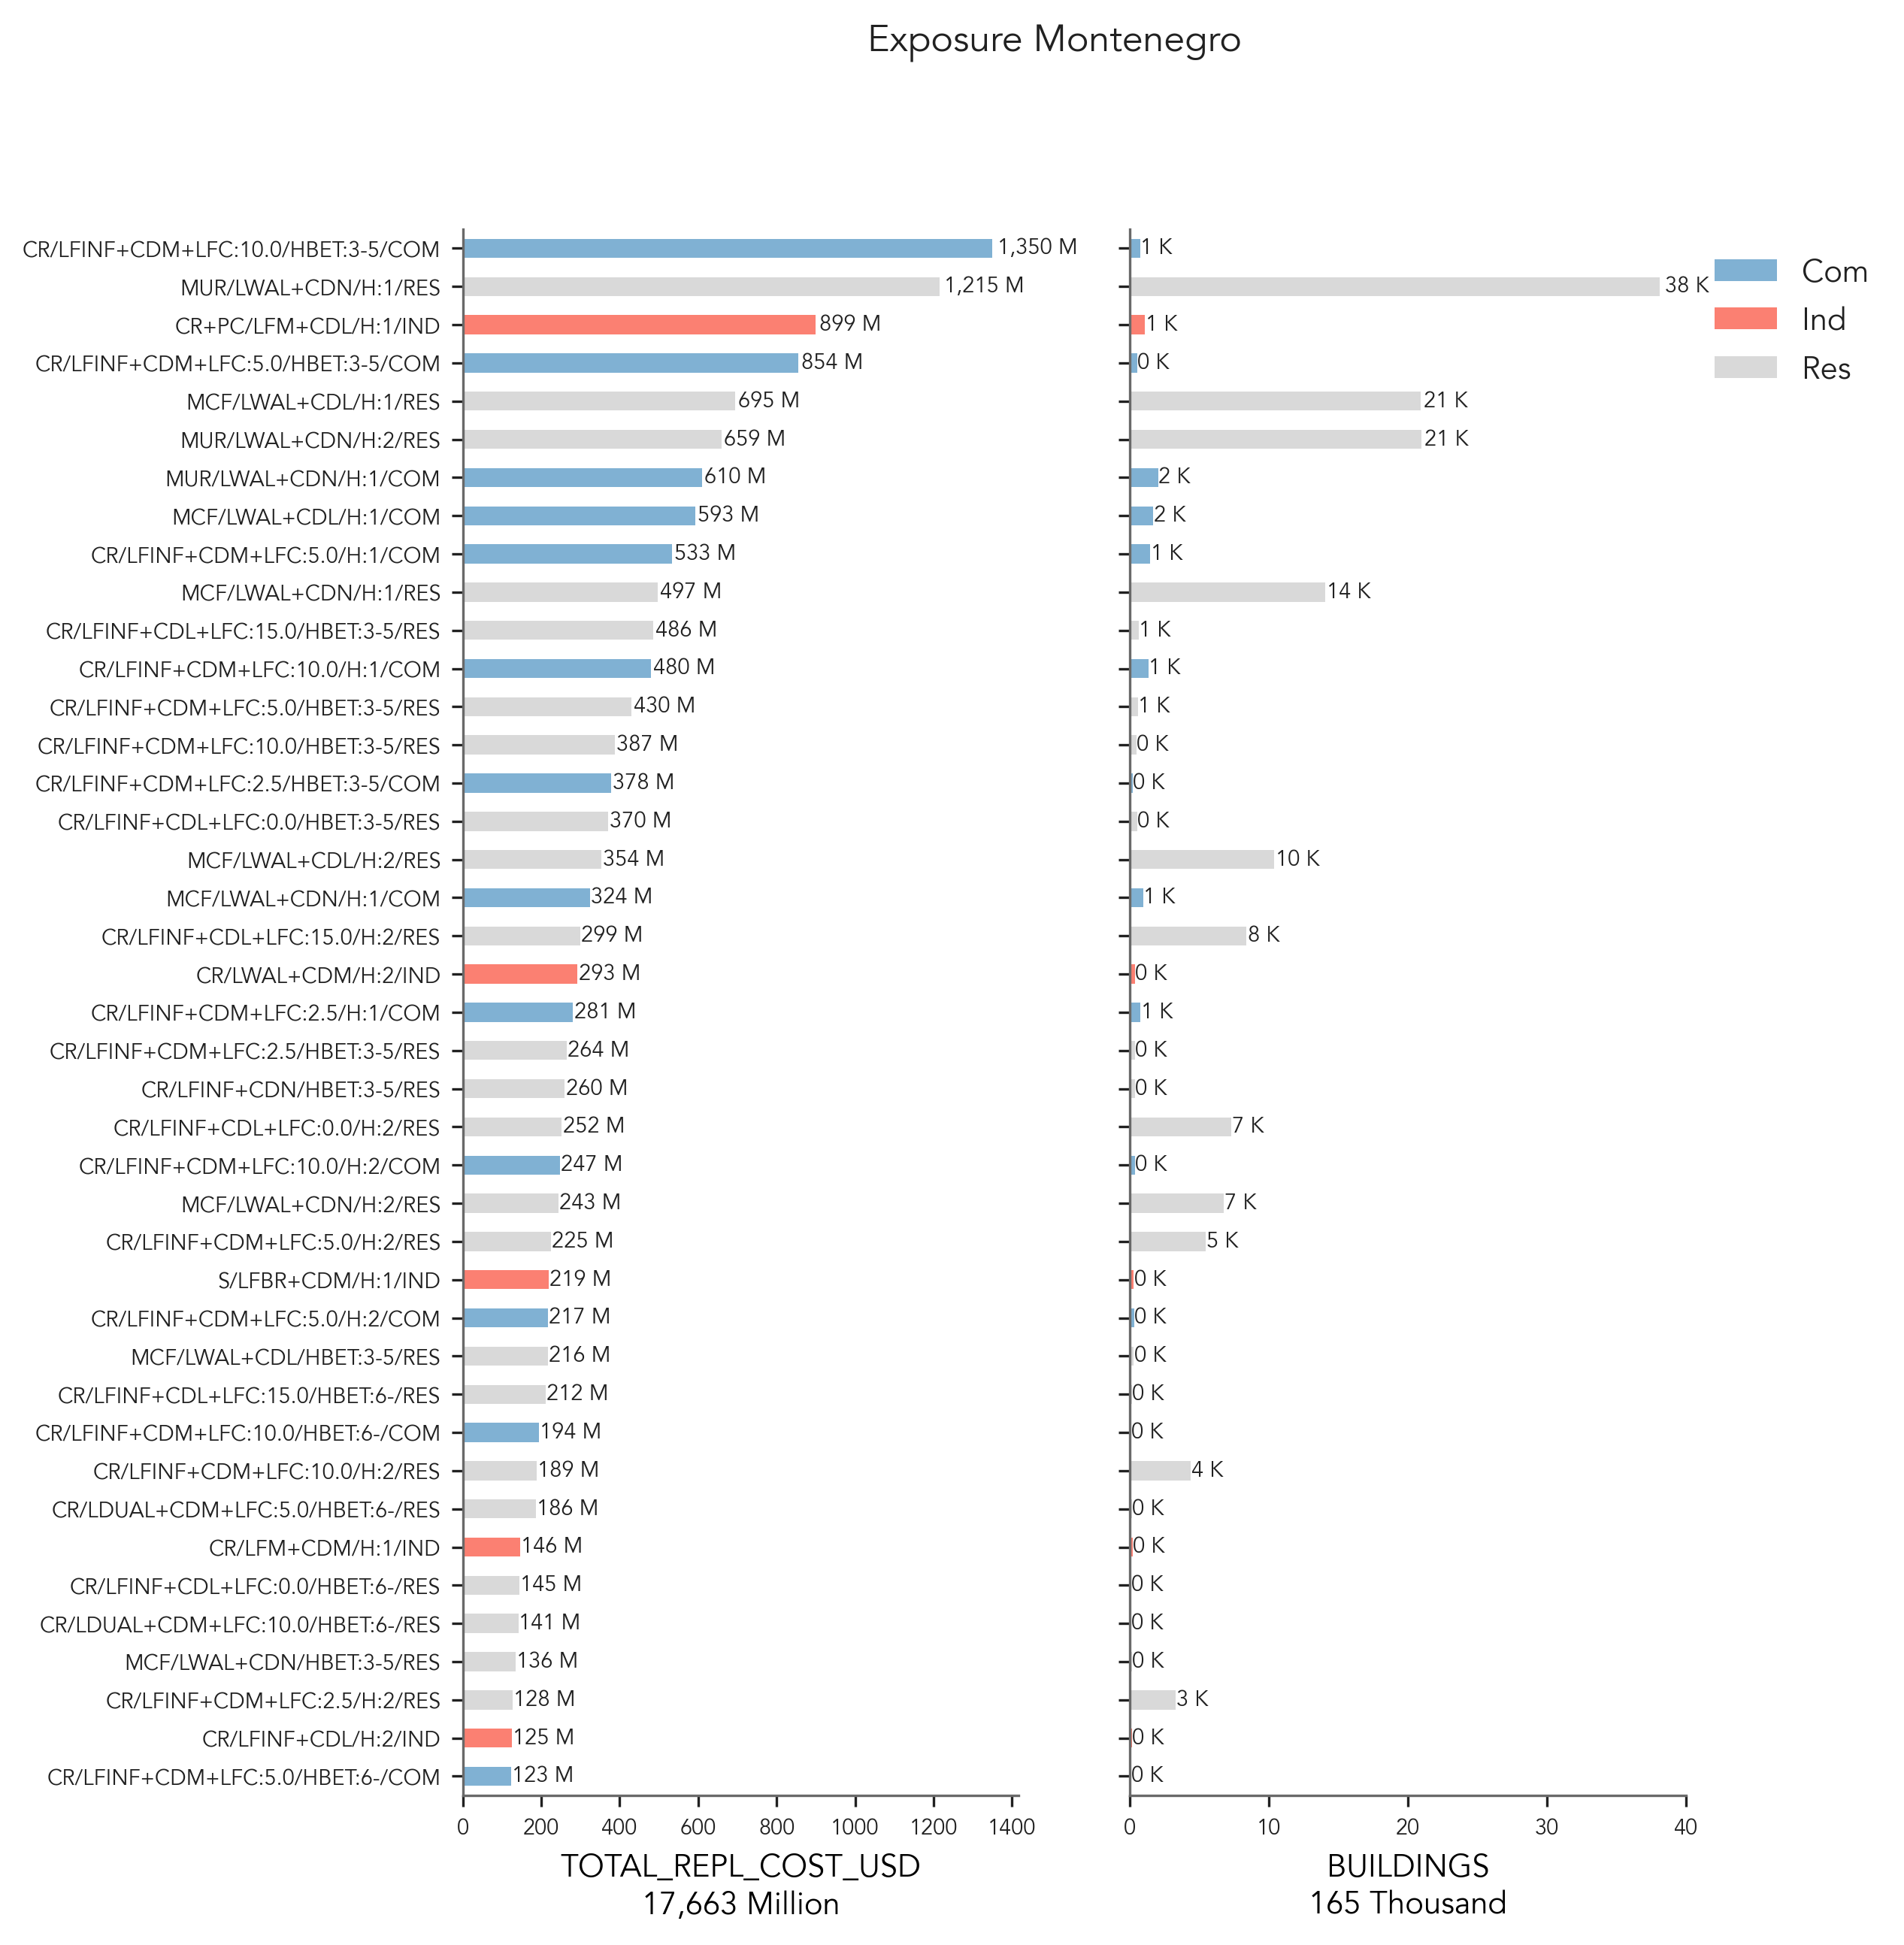 Exposure Montenegro
CR/LFINF+CDM+LFC:10.0/HBET:3-5/COM 1,350 M 1 K
MUR/LWAL+CDN/H:1/RES 1,215 M 38 K
CR+PC/LFM+CDL/H:1/IND 899 M 1 K
CR/LFINF+CDM+LFC:5.0/HBET:3-5/COM 854 M 0 K
MCF/LWAL+CDL/H:1/RES 695 M 21 K
MUR/LWAL+CDN/H:2/RES 659 M 21 K
MUR/LWAL+CDN/H:1/COM 610 M 2 K
MCF/LWAL+CDL/H:1/COM 593 M 2 K
CR/LFINF+CDM+LFC:5.0/H:1/COM 533 M 1 K
MCF/LWAL+CDN/H:1/RES 497 M 14 K
CR/LFINF+CDL+LFC:15.0/HBET:3-5/RES 486 M 1 K
CR/LFINF+CDM+LFC:10.0/H:1/COM 480 M 1 K
CR/LFINF+CDM+LFC:5.0/HBET:3-5/RES 430 M 1 K
CR/LFINF+CDM+LFC:10.0/HBET:3-5/RES 387 M 0 K
CR/LFINF+CDM+LFC:2.5/HBET:3-5/COM 378 M 0 K
CR/LFINF+CDL+LFC:0.0/HBET:3-5/RES 370 M 0 K
MCF/LWAL+CDL/H:2/RES 354 M 10 K
MCF/LWAL+CDN/H:1/COM 324 M 1 K
CR/LFINF+CDL+LFC:15.0/H:2/RES 299 M 8 K
CR/LWAL+CDM/H:2/IND 293 M 0 K
CR/LFINF+CDM+LFC:2.5/H:1/COM 281 M 1 K
CR/LFINF+CDM+LFC:2.5/HBET:3-5/RES 264 M 0 K
CR/LFINF+CDN/HBET:3-5/RES 260 M 0 K
CR/LFINF+CDL+LFC:0.0/H:2/RES 252 M 7 K
CR/LFINF+CDM+LFC:10.0/H:2/COM 247 M 0 K
MCF/LWAL+CDN/H:2/RES 243 M 7 K
CR/LFINF+CDM+LFC:5.0/H:2/RES 225 M 5 K
S/LFBR+CDM/H:1/IND 219 M 0 K
CR/LFINF+CDM+LFC:5.0/H:2/COM 217 M 0 K
MCF/LWAL+CDL/HBET:3-5/RES 216 M 0 K
CR/LFINF+CDL+LFC:15.0/HBET:6-/RES 212 M 0 K
CR/LFINF+CDM+LFC:10.0/HBET:6-/COM 194 M 0 K
CR/LFINF+CDM+LFC:10.0/H:2/RES 189 M 4 K
CR/LDUAL+CDM+LFC:5.0/HBET:6-/RES 186 M 0 K
CR/LFM+CDM/H:1/IND 146 M 0 K
CR/LFINF+CDL+LFC:0.0/HBET:6-/RES 145 M 0 K
CR/LDUAL+CDM+LFC:10.0/HBET:6-/RES 141 M 0 K
MCF/LWAL+CDN/HBET:3-5/RES 136 M 0 K
CR/LFINF+CDM+LFC:2.5/H:2/RES 128 M 3 K
CR/LFINF+CDL/H:2/IND 125 M 0 K
CR/LFINF+CDM+LFC:5.0/HBET:6-/COM 123 M 0 K
0 200 400 600 800 1000 1200 1400
TOTAL_REPL_COST_USD
17,663 Million
0 10 20 30 40
BUILDINGS
165 Thousand
Com
Ind
Res